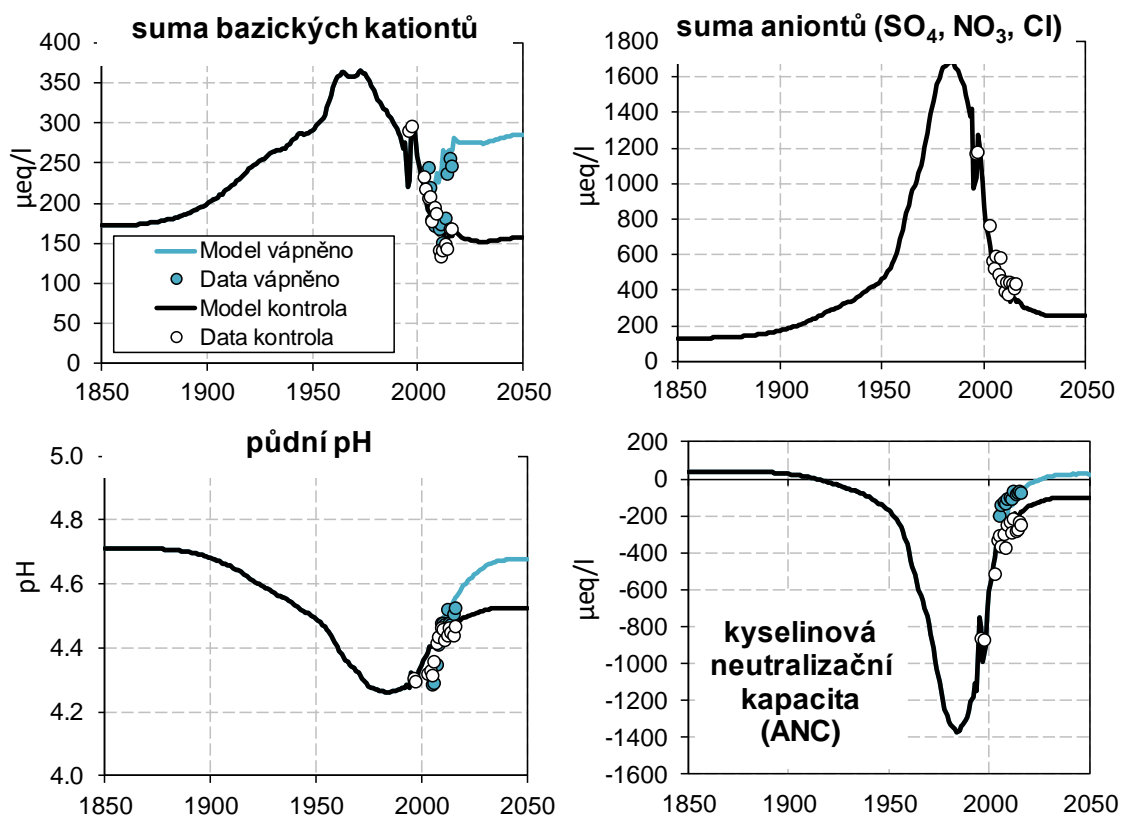 suma bazických kationtů
400
350
300
250
200
150
100
50
0
µeq/l
1850 1900 1950 2000 2050
Model vápněno
Data vápněno
Model kontrola
Data kontrola
suma aniontů (SO₄, NO₃, Cl)
1800
1600
1400
1200
1000
800
600
400
200
0
µeq/l
1850 1900 1950 2000 2050
půdní pH
5.0
4.8
4.6
4.4
4.2
4.0
pH
1850 1900 1950 2000 2050
200
0
-200
-400
-600
-800
-1000
-1200
-1400
-1600
µeq/l
kyselinová
neutralizační
kapacita
(ANC)
1850 1900 1950 2000 2050